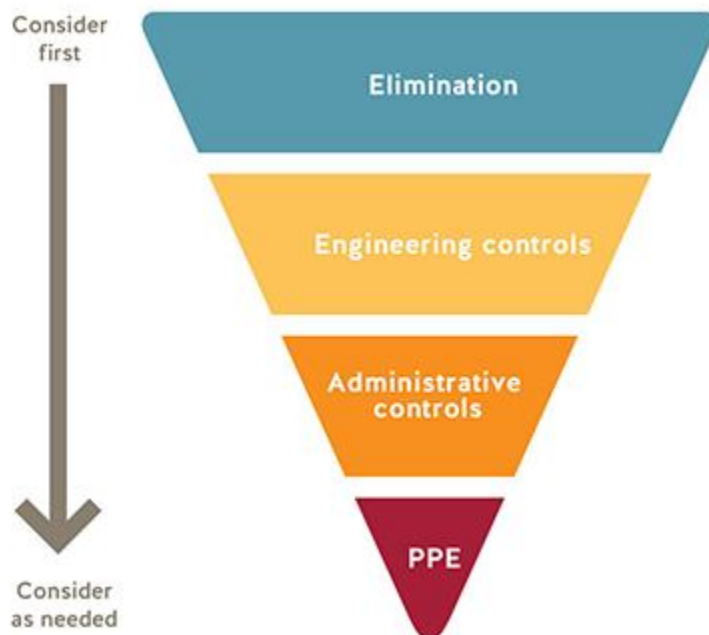 Consider
first
Elimination
Engineering controls
Administrative
controls
PPE
Consider
as needed